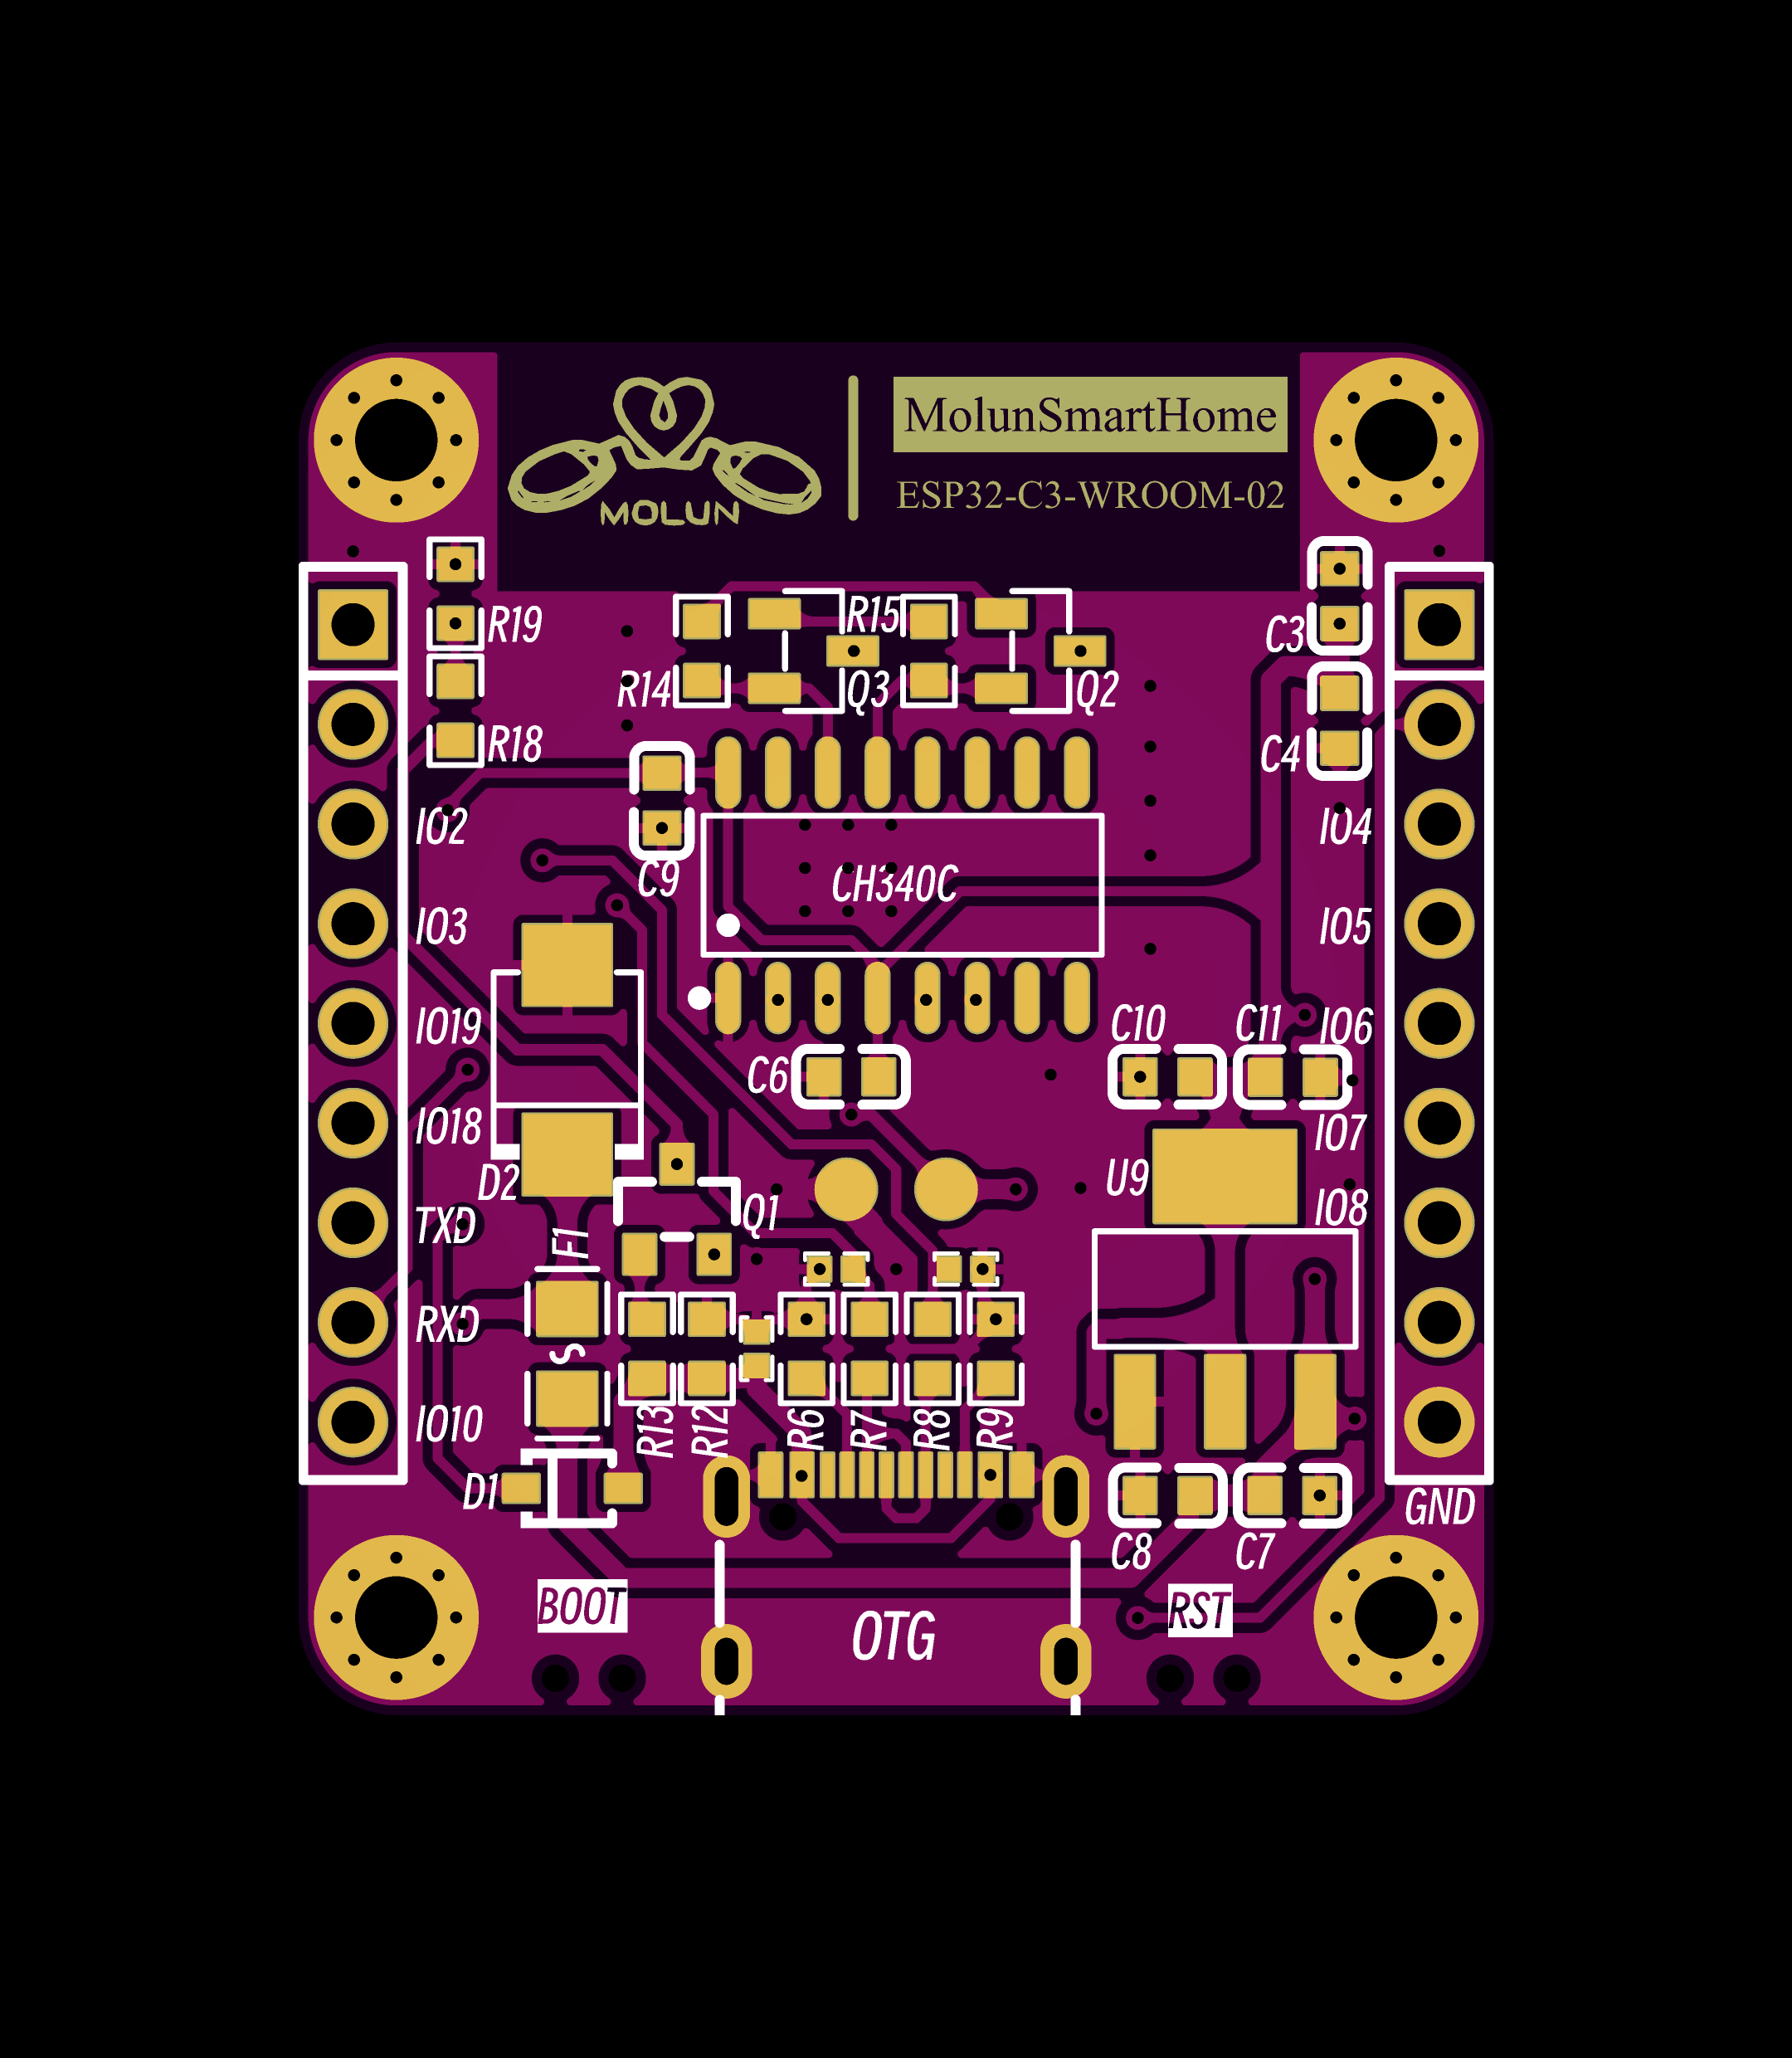 MolunSmartHome
MOLUN
ESP32-C3-WROOM-02
R19
R15
C3
R14
Q3
Q2
R18
C4
IO2
IO4
C9
CH340C
IO3
IO5
IO19
C10
C11
IO6
C6
IO18
IO7
D2
U9
Q1
IO8
TXD
F1
RXD
S
R13
R12
R6
R7
R8
R9
IO10
D1
GND
C8
C7
BOOT
OTG
RST